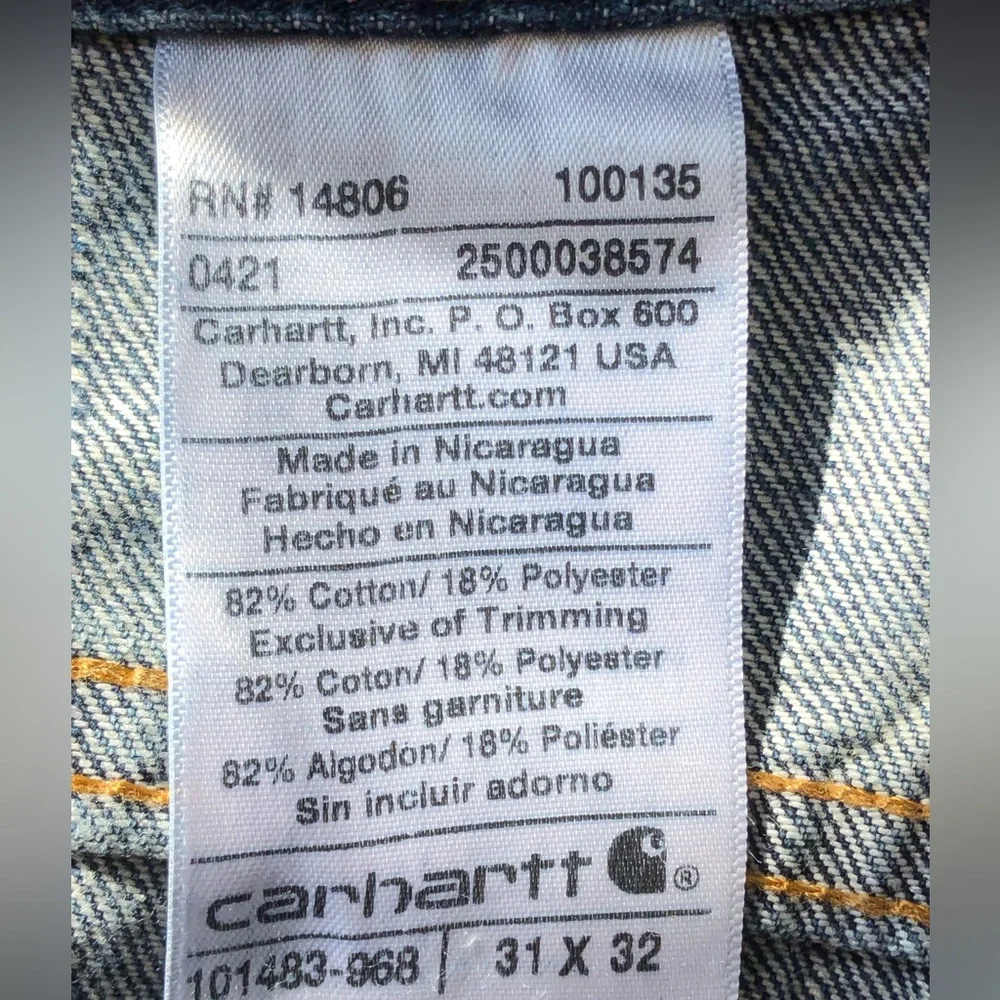 RN# 14806 100135
0421 2500038574
Carhartt, Inc. P. O. Box 600
Dearborn, MI 48121 USA
Carhartt.com
Made in Nicaragua
Fabriqué au Nicaragua
Hecho en Nicaragua
82% Cotton/ 18% Polyester
Exclusive of Trimming
82% Coton/ 18% Polyester
Sans garniture
82% Algodon/ 18% Poliéster
Sin incluir adorno
carhartt ®
101483-968 31 X 32